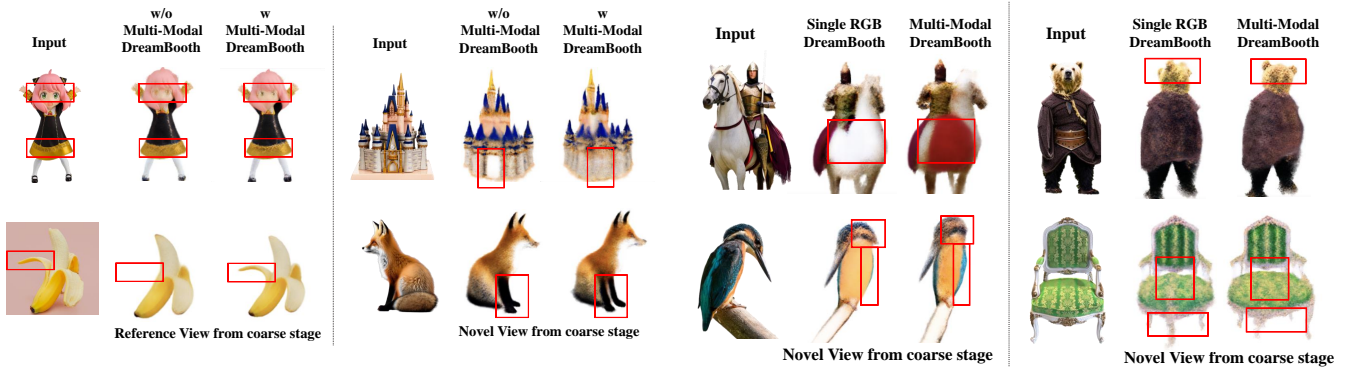 Input
w/o
Multi-Modal
DreamBooth
w
Multi-Modal
DreamBooth
Reference View from coarse stage
Input
w/o
Multi-Modal
DreamBooth
w
Multi-Modal
DreamBooth
Novel View from coarse stage
Input
Single RGB
DreamBooth
Multi-Modal
DreamBooth
Novel View from coarse stage
Input
Single RGB
DreamBooth
Multi-Modal
DreamBooth
Novel View from coarse stage